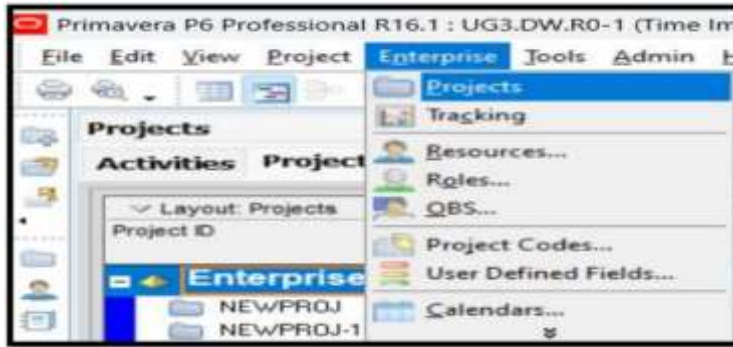 Primavera P6 Professional R16.1 : UG3.DW.R0-1 (Time Im
File Edit View Project Enterprise Tools Admin H
Projects
Tracking
Resources...
Roles...
OBS...
Project Codes...
User Defined Fields...
Calendars...
Projects
Activities Project
Layout: Projects
Project ID
Enterprise
NEWPROJ
NEWPROJ-1